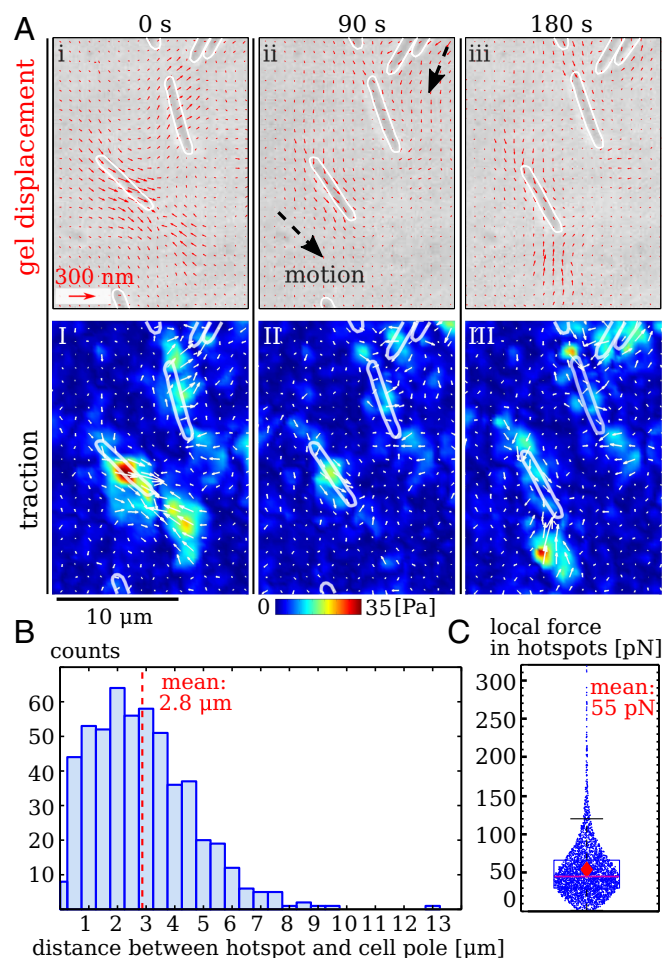 A
0 s
90 s
180 s
gel displacement
i
ii
iii
300 nm
motion
traction
I
II
III
10 μm
0
35 [Pa]
B
counts
mean:
2.8 μm
60
50
40
30
20
10
1 2 3 4 5 6 7 8 9 10 11 12 13
distance between hotspot and cell pole [μm]
C
local force
in hotspots [pN]
mean:
55 pN
300
250
200
150
100
50
0